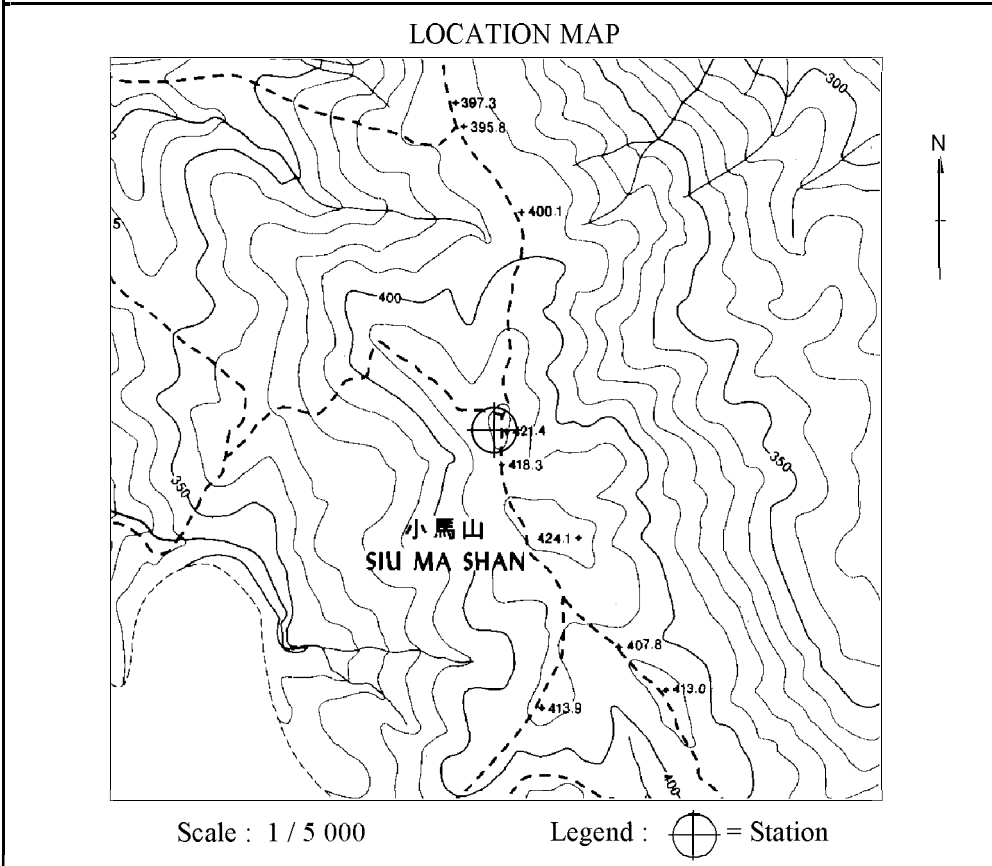 LOCATION MAP
300
+397.3
+395.8
N
+400.1
5
400
421.4
+418.3
350
350
小馬山
424.1+
SIU MA SHAN
+407.8
+413.0
+413.9
400
Scale : 1 / 5 000
Legend : = Station